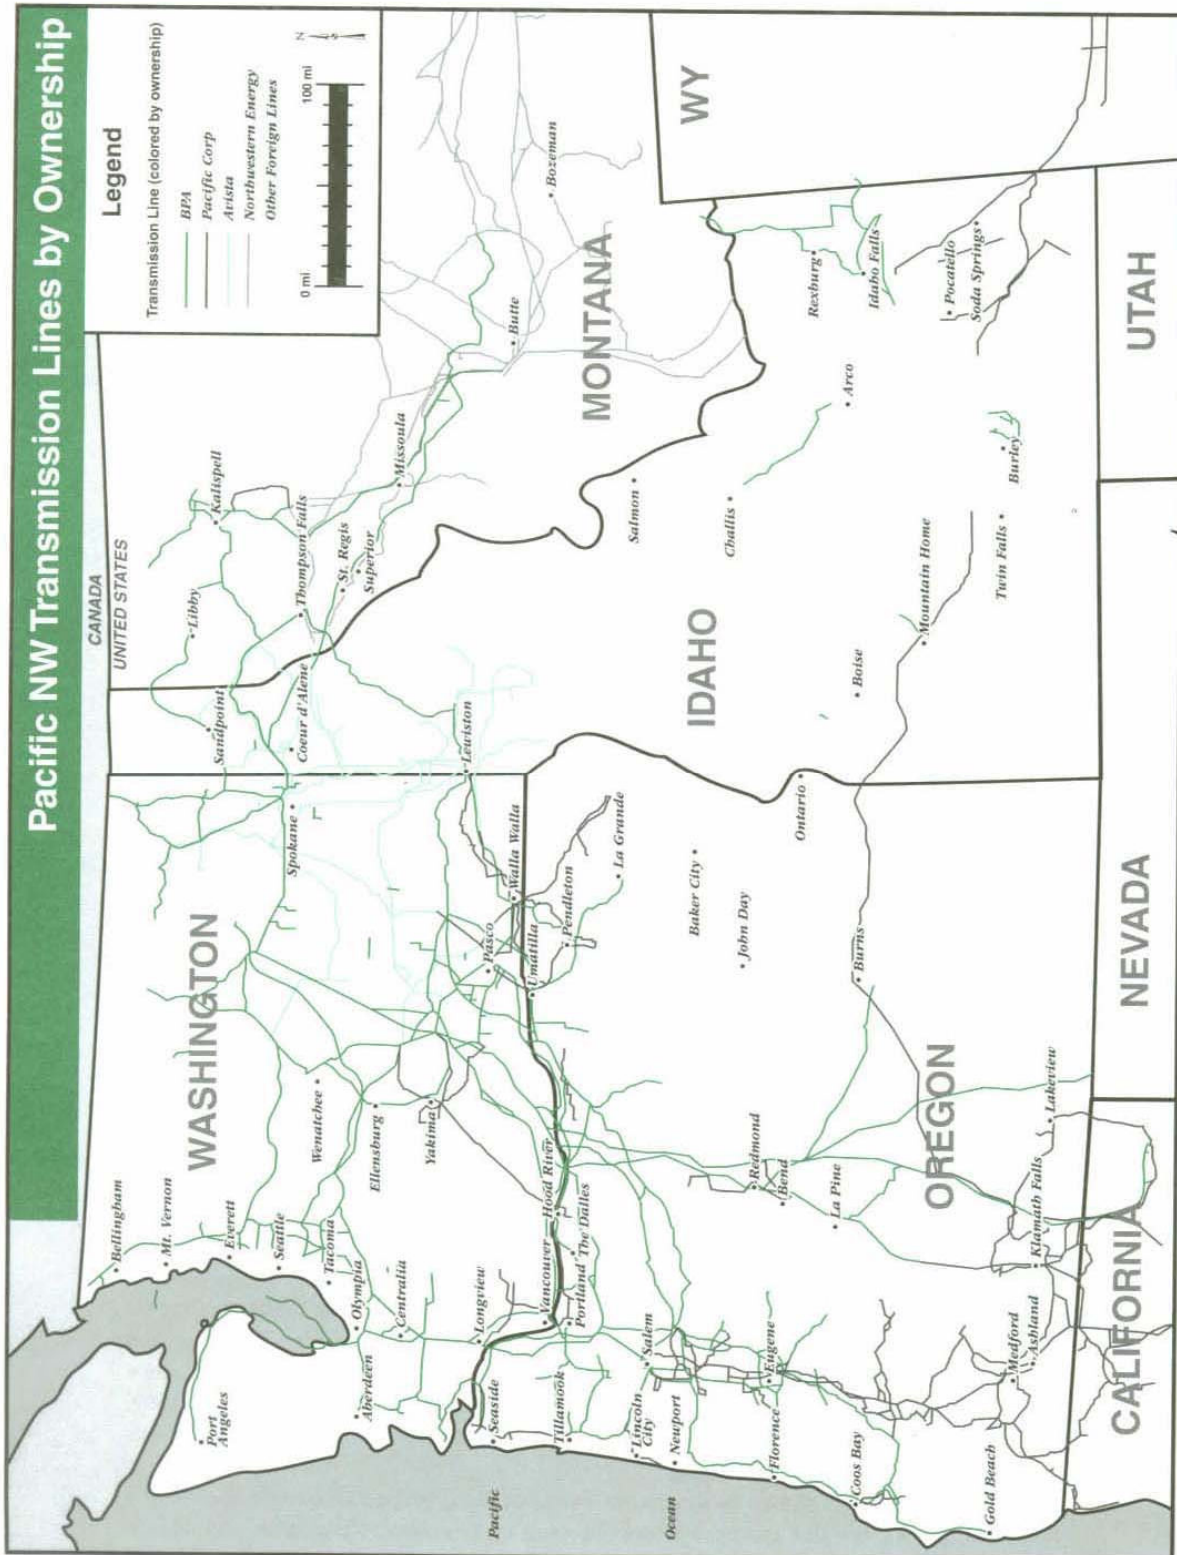 Pacific NW Transmission Lines by Ownership
CANADA
UNITED STATES
Legend
Transmission Line (colored by ownership)
BPA
Pacific Corp
Avista
Northwestern Energy
Other Foreign Lines
0 mi
100 mi
N
WASHINGTON
Bellingham
Mt. Vernon
Everett
Seattle
Tacoma
Olympia
Centralia
Longview
Vancouver
Port
Angeles
Aberdeen
Wenatchee
Ellensburg
Yakima
Spokane
Pasco
Walla Walla
Sandpoint
Coeur d'Alene
Lewiston
Libby
Kalispell
Thompson Falls
St. Regis
Superior
Missoula
Butte
Bozeman
MONTANA
WY
IDAHO
Salmon
Challis
Arco
Rexburg
Idaho Falls
Pocatello
Soda Springs
Boise
Mountain Home
Twin Falls
Burley
UTAH
Pacific
Ocean
Seaside
Tillamook
Lincoln
City
Newport
Florence
Coos Bay
Gold Beach
Portland
The Dalles
Hood River
Salem
Eugene
Umatilla
Pendleton
La Grande
Baker City
John Day
Ontario
Burns
Redmond
Bend
La Pine
OREGON
Lakeview
Klamath Falls
Medford
Ashland
CALIFORNIA
NEVADA